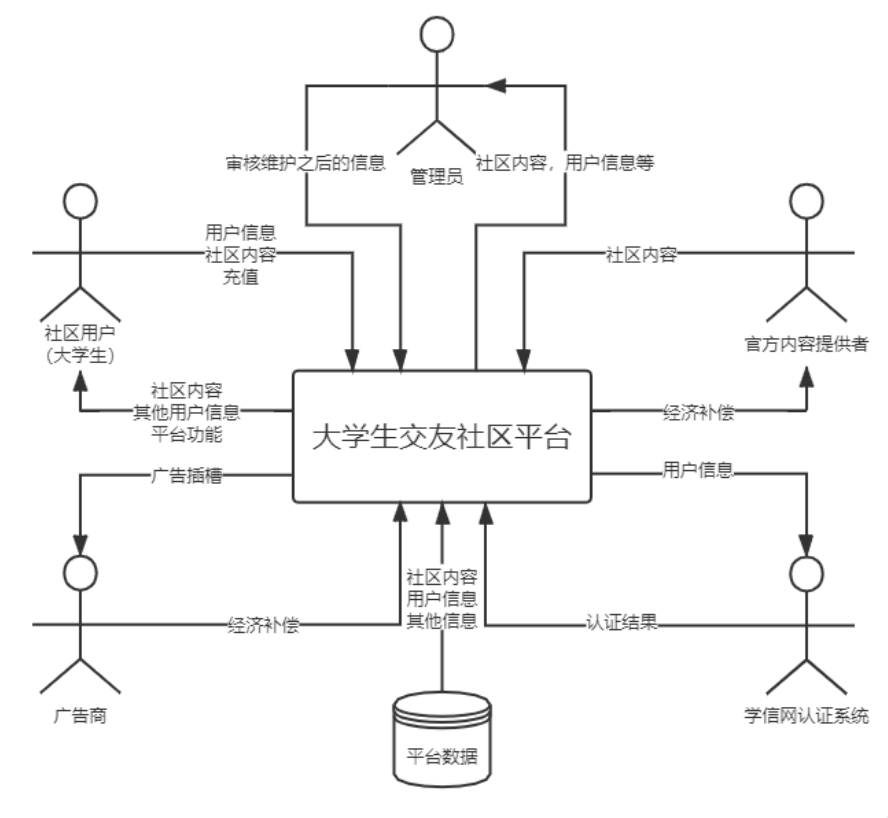 审核维护之后的信息
管理员
社区内容，用户信息等
用户信息
社区内容
充值
社区内容
社区用户
（大学生）
官方内容提供者
社区内容
其他用户信息
平台功能
大学生交友社区平台
经济补偿
广告插槽
用户信息
社区内容
用户信息
其他信息
经济补偿
认证结果
广告商
学信网认证系统
平台数据